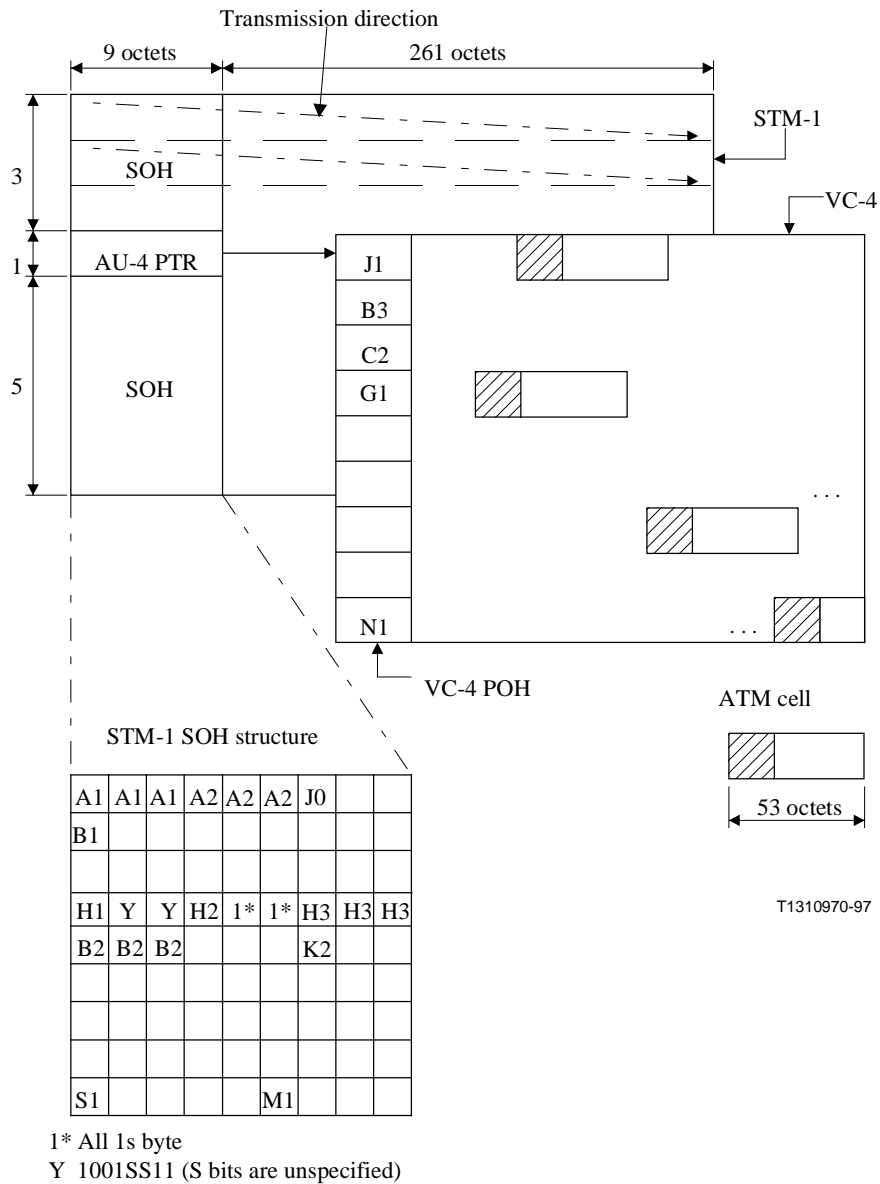 Transmission direction
9 octets
261 octets
STM-1
3
SOH
VC-4
1
AU-4 PTR
J1
B3
C2
5
SOH
G1
. . .
N1
. . .
VC-4 POH
ATM cell
STM-1 SOH structure
53 octets
A1 A1 A1 A2 A2 A2 J0
B1
H1 Y Y H2 1* 1* H3 H3 H3
T1310970-97
B2 B2 B2 K2
S1 M1
1* All 1s byte
Y 1001SS11 (S bits are unspecified)